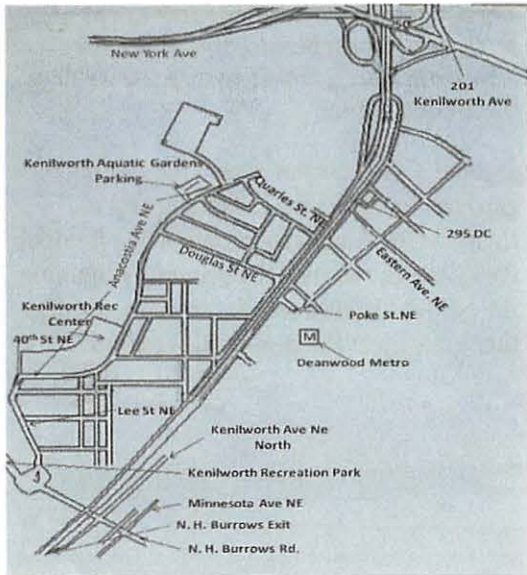 New York Ave
201
Kenilworth Ave
Kenilworth Aquatic Gardens
Parking
Quarles St. NE
Anacostia Ave NE
295 DC
Douglas St NE
Eastern Ave. NE
Kenilworth Rec
Center
Poke St.NE
40th St NE
M
Deanwood Metro
Lee St NE
Kenilworth Ave Ne
North
Kenilworth Recreation Park
Minnesota Ave NE
N. H. Burrows Exit
N. H. Burrows Rd.